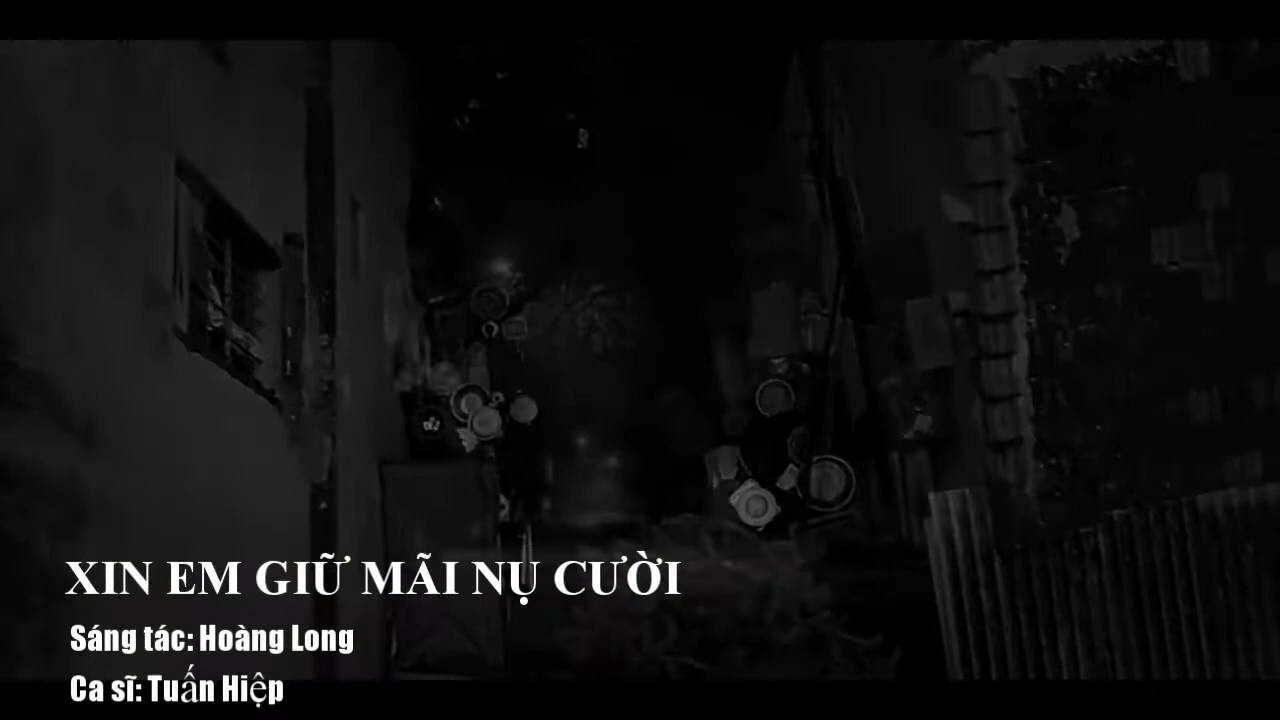 XIN EM GIỮ MÃI NỤ CƯỜI
Sáng tác: Hoàng Long
Ca sĩ: Tuấn Hiệp